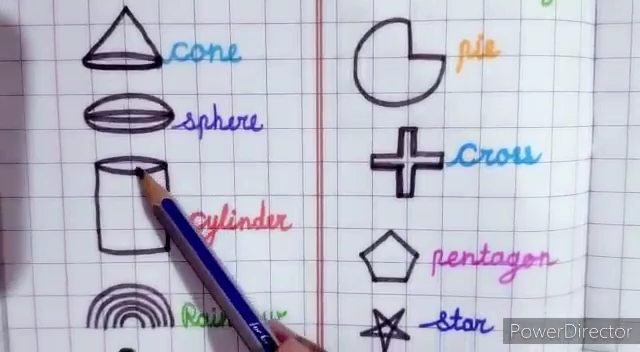 cone
sphere
cylinder
pie
cross
pentagon
star
PowerDirector